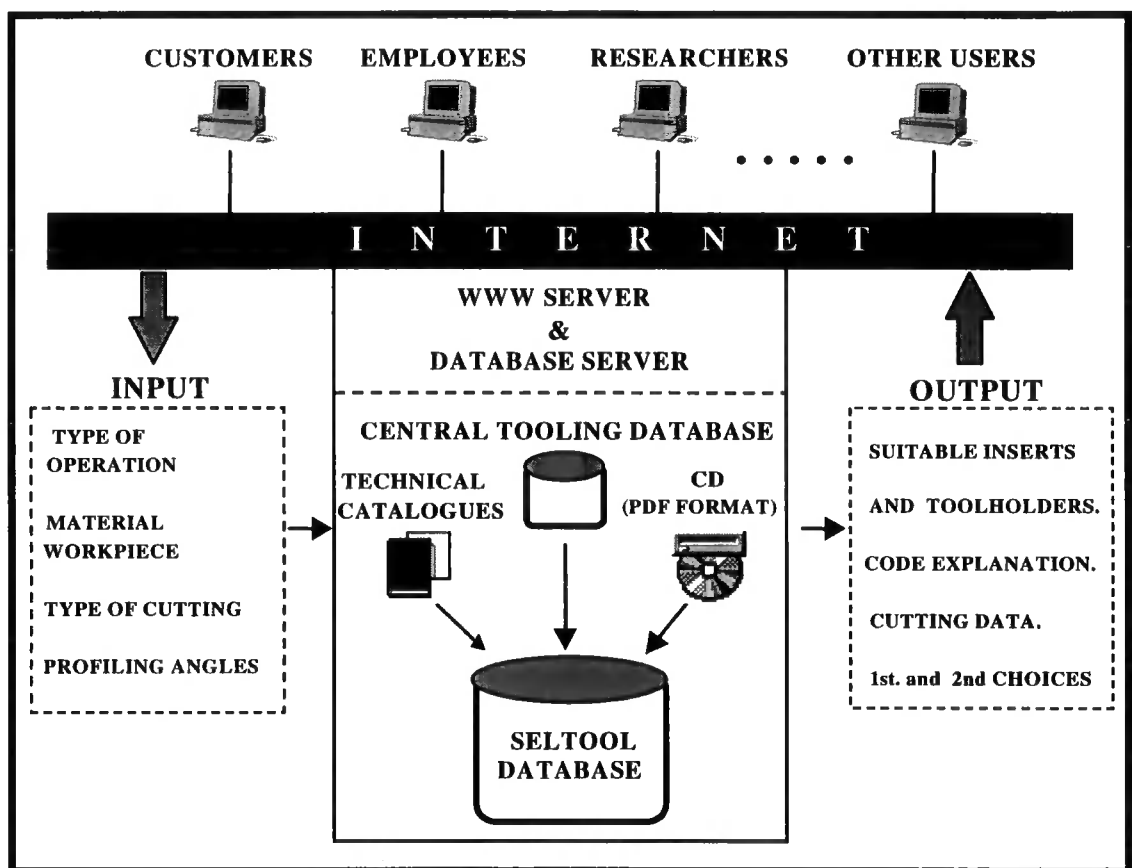 CUSTOMERS
EMPLOYEES
RESEARCHERS
OTHER USERS
INTERNET
WWW SERVER
&
DATABASE SERVER
INPUT
TYPE OF
OPERATION
MATERIAL
WORKPIECE
TYPE OF CUTTING
PROFILING ANGLES
CENTRAL TOOLING DATABASE
TECHNICAL
CATALOGUES
CD
(PDF FORMAT)
SELTOOL
DATABASE
OUTPUT
SUITABLE INSERTS
AND TOOLHOLDERS.
CODE EXPLANATION.
CUTTING DATA.
1st. and 2nd CHOICES